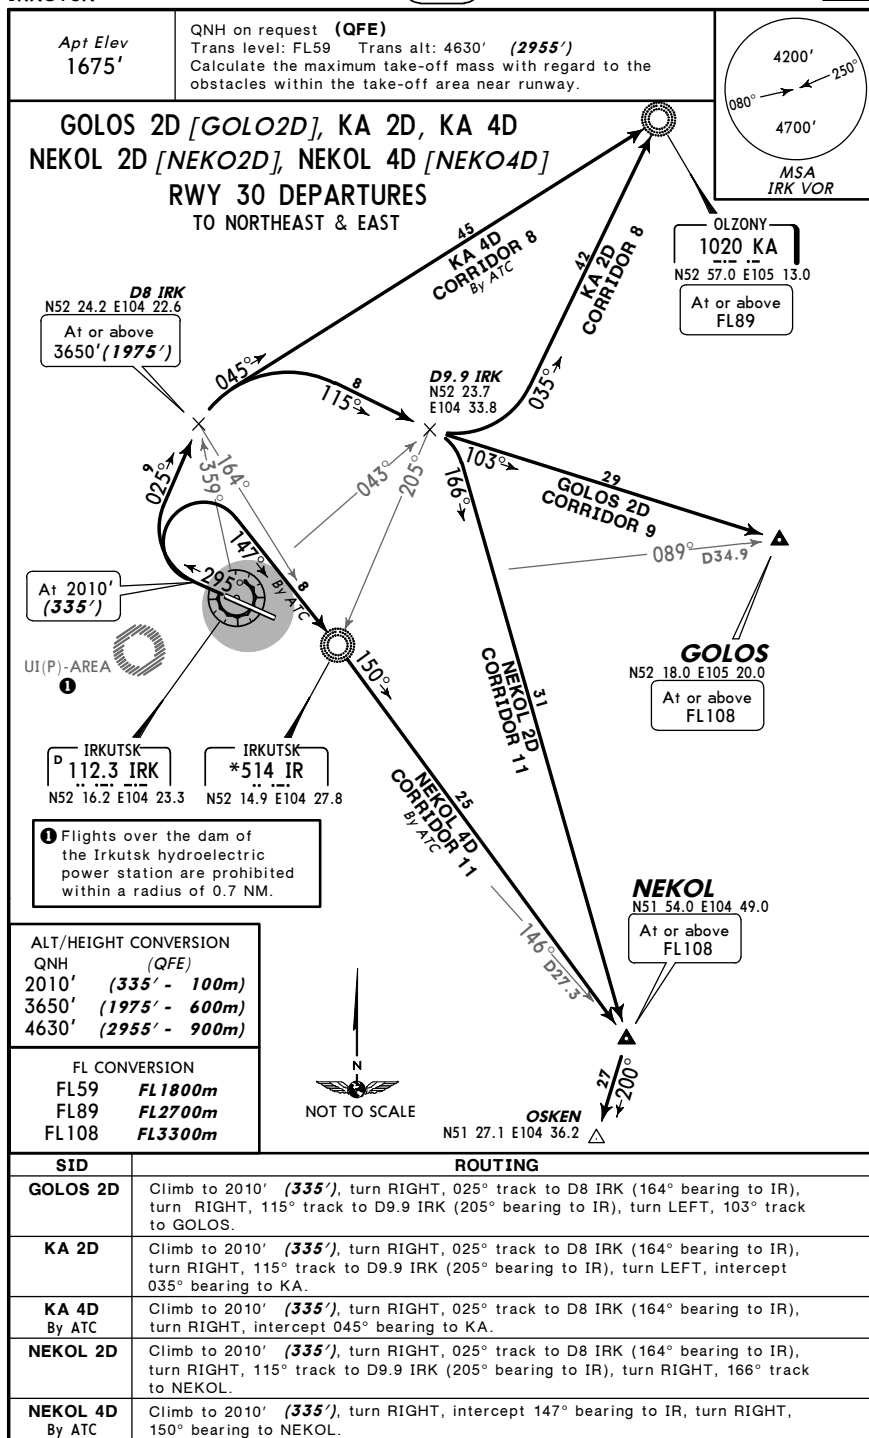 Apt Elev
1675'
QNH on request (QFE)
Trans level: FL59 Trans alt: 4630' (2955')
Calculate the maximum take-off mass with regard to the
obstacles within the take-off area near runway.
4200'
250°
080°
4700'
MSA
IRK VOR
GOLOS 2D [GOLO2D], KA 2D, KA 4D
NEKOL 2D [NEKO2D], NEKOL 4D [NEKO4D]
RWY 30 DEPARTURES
TO NORTHEAST & EAST
45
KA 4D
CORRIDOR 8
By ATC
42
KA 2D
CORRIDOR 8
OLZONY
1020 KA
N52 57.0 E105 13.0
At or above
FL89
D8 IRK
N52 24.2 E104 22.6
At or above
3650' (1975')
045°
8
115°
D9.9 IRK
N52 23.7
E104 33.8
035°
9
025°
359°
164°
043°
205°
103°
166°
29
GOLOS 2D
CORRIDOR 9
089° D34.9
147°
By ATC
8
295°
At 2010'
(335')
UI(P)-AREA
1
150°
GOLOS
N52 18.0 E105 20.0
At or above
FL108
31
NEKOL 2D
CORRIDOR 11
IRKUTSK
D 112.3 IRK
N52 16.2 E104 23.3
IRKUTSK
*514 IR
N52 14.9 E104 27.8
25
NEKOL 4D
CORRIDOR 11
By ATC
1 Flights over the dam of
the Irkutsk hydroelectric
power station are prohibited
within a radius of 0.7 NM.
NEKOL
N51 54.0 E104 49.0
At or above
FL108
146° D27.3
ALT/HEIGHT CONVERSION
QNH (QFE)
2010' (335' - 100m)
3650' (1975' - 600m)
4630' (2955' - 900m)
FL CONVERSION
FL59 FL1800m
FL89 FL2700m
FL108 FL3300m
N
NOT TO SCALE
27
200°
OSKEN
N51 27.1 E104 36.2
SID ROUTING
GOLOS 2D Climb to 2010' (335'), turn RIGHT, 025° track to D8 IRK (164° bearing to IR),
turn RIGHT, 115° track to D9.9 IRK (205° bearing to IR), turn LEFT, 103° track
to GOLOS.
KA 2D Climb to 2010' (335'), turn RIGHT, 025° track to D8 IRK (164° bearing to IR),
turn RIGHT, 115° track to D9.9 IRK (205° bearing to IR), turn LEFT, intercept
035° bearing to KA.
KA 4D Climb to 2010' (335'), turn RIGHT, 025° track to D8 IRK (164° bearing to IR),
By ATC turn RIGHT, intercept 045° bearing to KA.
NEKOL 2D Climb to 2010' (335'), turn RIGHT, 025° track to D8 IRK (164° bearing to IR),
turn RIGHT, 115° track to D9.9 IRK (205° bearing to IR), turn RIGHT, 166° track
to NEKOL.
NEKOL 4D Climb to 2010' (335'), turn RIGHT, intercept 147° bearing to IR, turn RIGHT,
By ATC 150° bearing to NEKOL.